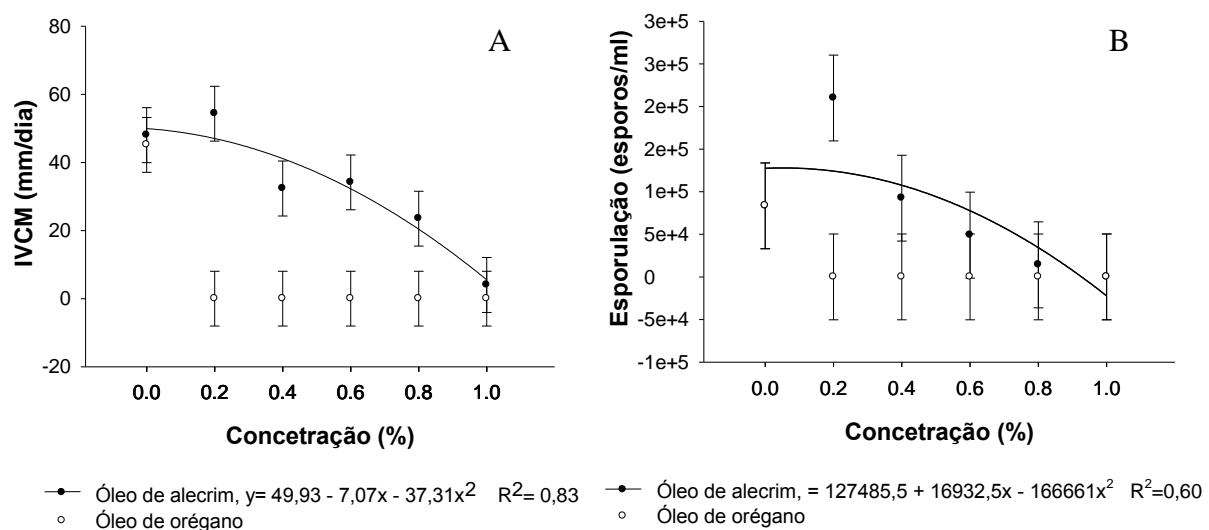 A
IVCM (mm/dia)
80
60
40
20
0
-20
0.0 0.2 0.4 0.6 0.8 1.0
Concetração (%)
Óleo de alecrim, y= 49,93 - 7,07x - 37,31x² R²= 0,83
Óleo de orégano
B
Esporulação (esporos/ml)
3e+5
3e+5
2e+5
2e+5
1e+5
5e+4
0
-5e+4
-1e+5
0.0 0.2 0.4 0.6 0.8 1.0
Concetração (%)
Óleo de alecrim, = 127485,5 + 16932,5x - 166661x² R²=0,60
Óleo de orégano